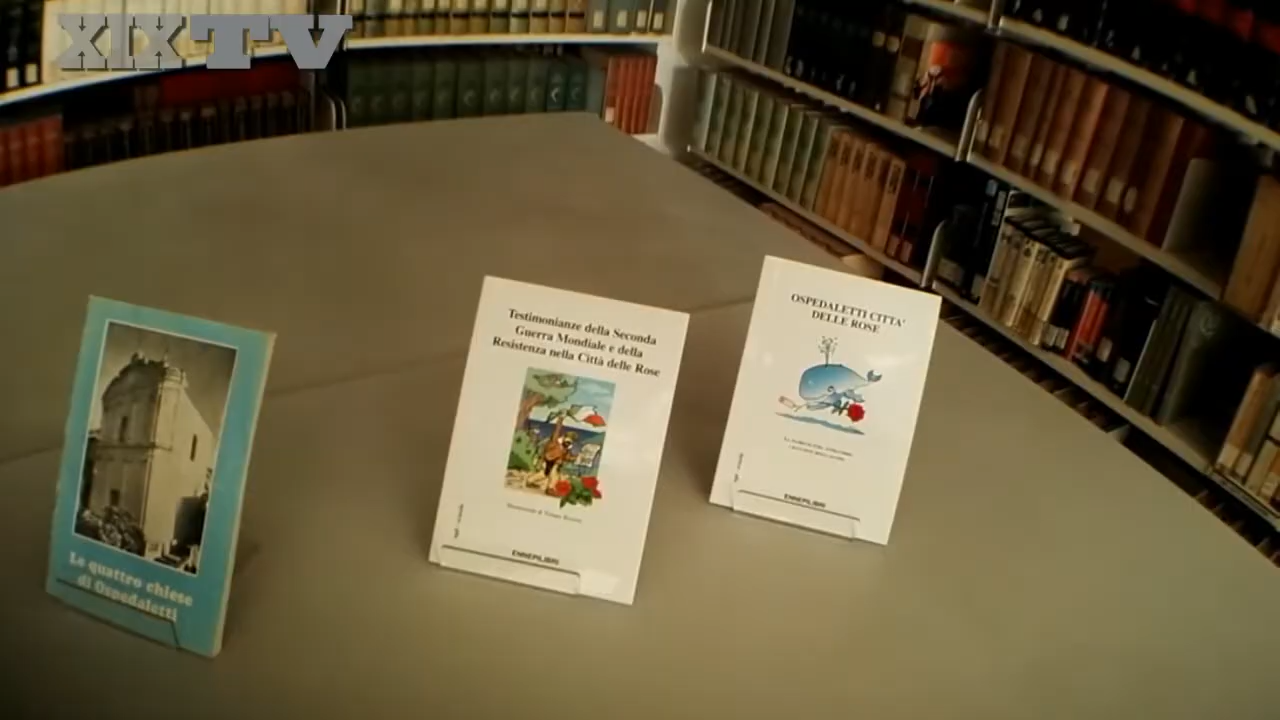 XIXTV
Le quattro chiese
di Ospedaletti
Testimonianze della Seconda
Guerra Mondiale e della
Resistenza nella Città delle Rose
ENNEPILIBRI
OSPEDALETTI CITTA'
DELLE ROSE
ENNEPILIBRI